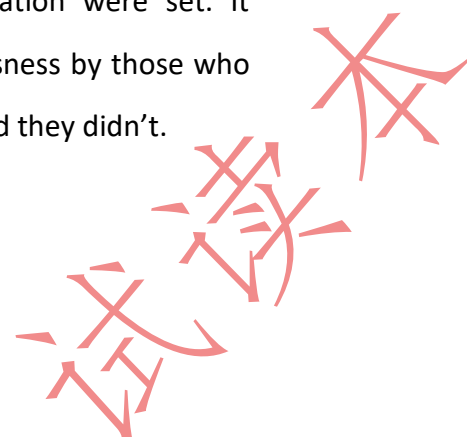 ation were set. It
sness by those who
d they didn’t.
试读本